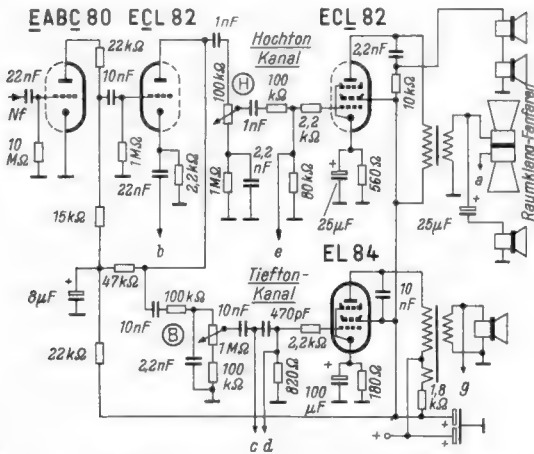 EABC 80
ECL 82
1nF
ECL 82
22kΩ
Hochton
Kanal
2,2nF
22nF
10nF
100kΩ
H
100
kΩ
10kΩ
Nf
1nF
2,2
kΩ
10
MΩ
1MΩ
2,2kΩ
22nF
1MΩ
2,2
nF
80kΩ
25µF
560Ω
Raumklang-Fanfaren
a
25µF
b
e
15kΩ
EL 84
47kΩ
Tiefton-
Kanal
8µF
10nF
100kΩ
10nF
470pF
10
nF
B
1MΩ
2,2kΩ
22
kΩ
2,2nF
100
kΩ
820Ω
100
µF
180Ω
1,8
kΩ
g
c
d